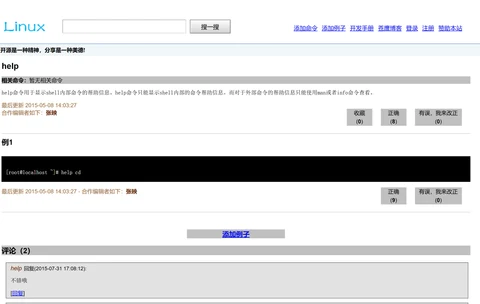 Linux
搜一搜
添加命令 添加例子 开发手册 苍鹰博客 登录 注册 赞助本站
开源是一种精神，分享是一种美德!
help
相关命令: 暂无相关命令
help命令用于显示shell内部命令的帮助信息。help命令只能显示shell内部的命令帮助信息。而对于外部命令的帮助信息只能使用man或者info命令查看。
最后更新 2015-05-08 14:03:27
合作编辑者如下：张映
收藏 正确 有误，我来改正
(0) (8) (0)
例1
[root@localhost ~]# help cd
最后更新 2015-05-08 14:03:27 - 合作编辑者如下：张映
正确 有误，我来改正
(9) (0)
添加例子
评论（2）
help 回复(2015-07-31 17:08:12):
[回复]